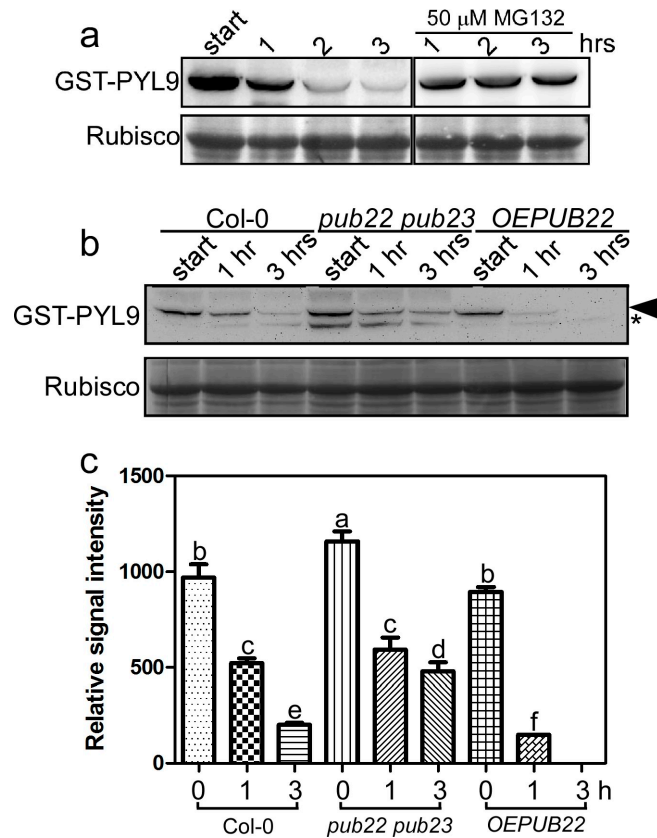 a
start 1 2 3 50 µM MG132 1 2 3 hrs
GST-PYL9
Rubisco
b
Col-0 pub22 pub23 OEPUB22
start 1 hr 3 hrs start 1 hr 3 hrs start 1 hr 3 hrs
GST-PYL9 *
Rubisco
c
Relative signal intensity
1500
1000
500
0
b c e a c d b f
0 1 3 0 1 3 0 1 3 h
Col-0 pub22 pub23 OEPUB22